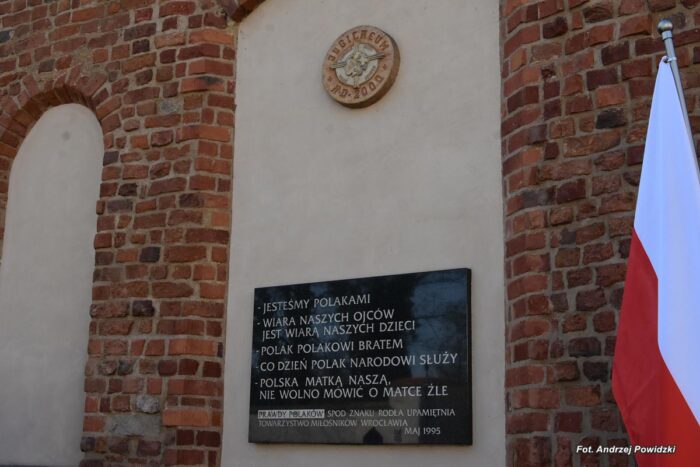 JUBILAEUM
A.D. 2000
- JESTEŚMY POLAKAMI
- WIARA NASZYCH OJCÓW
JEST WIARĄ NASZYCH DZIECI
- POLAK POLAKOWI BRATEM
- CO DZIEŃ POLAK NARODOWI SŁUŻY
- POLSKA MATKĄ NASZĄ,
NIE WOLNO MÓWIĆ O MATCE ŹLE
PRAWDY POLAKÓW SPOD ZNAKU RODŁA UPAMIĘTNIA
TOWARZYSTWO MIŁOŚNIKÓW WROCŁAWIA
MAJ 1995
Fot. Andrzej Powidzki